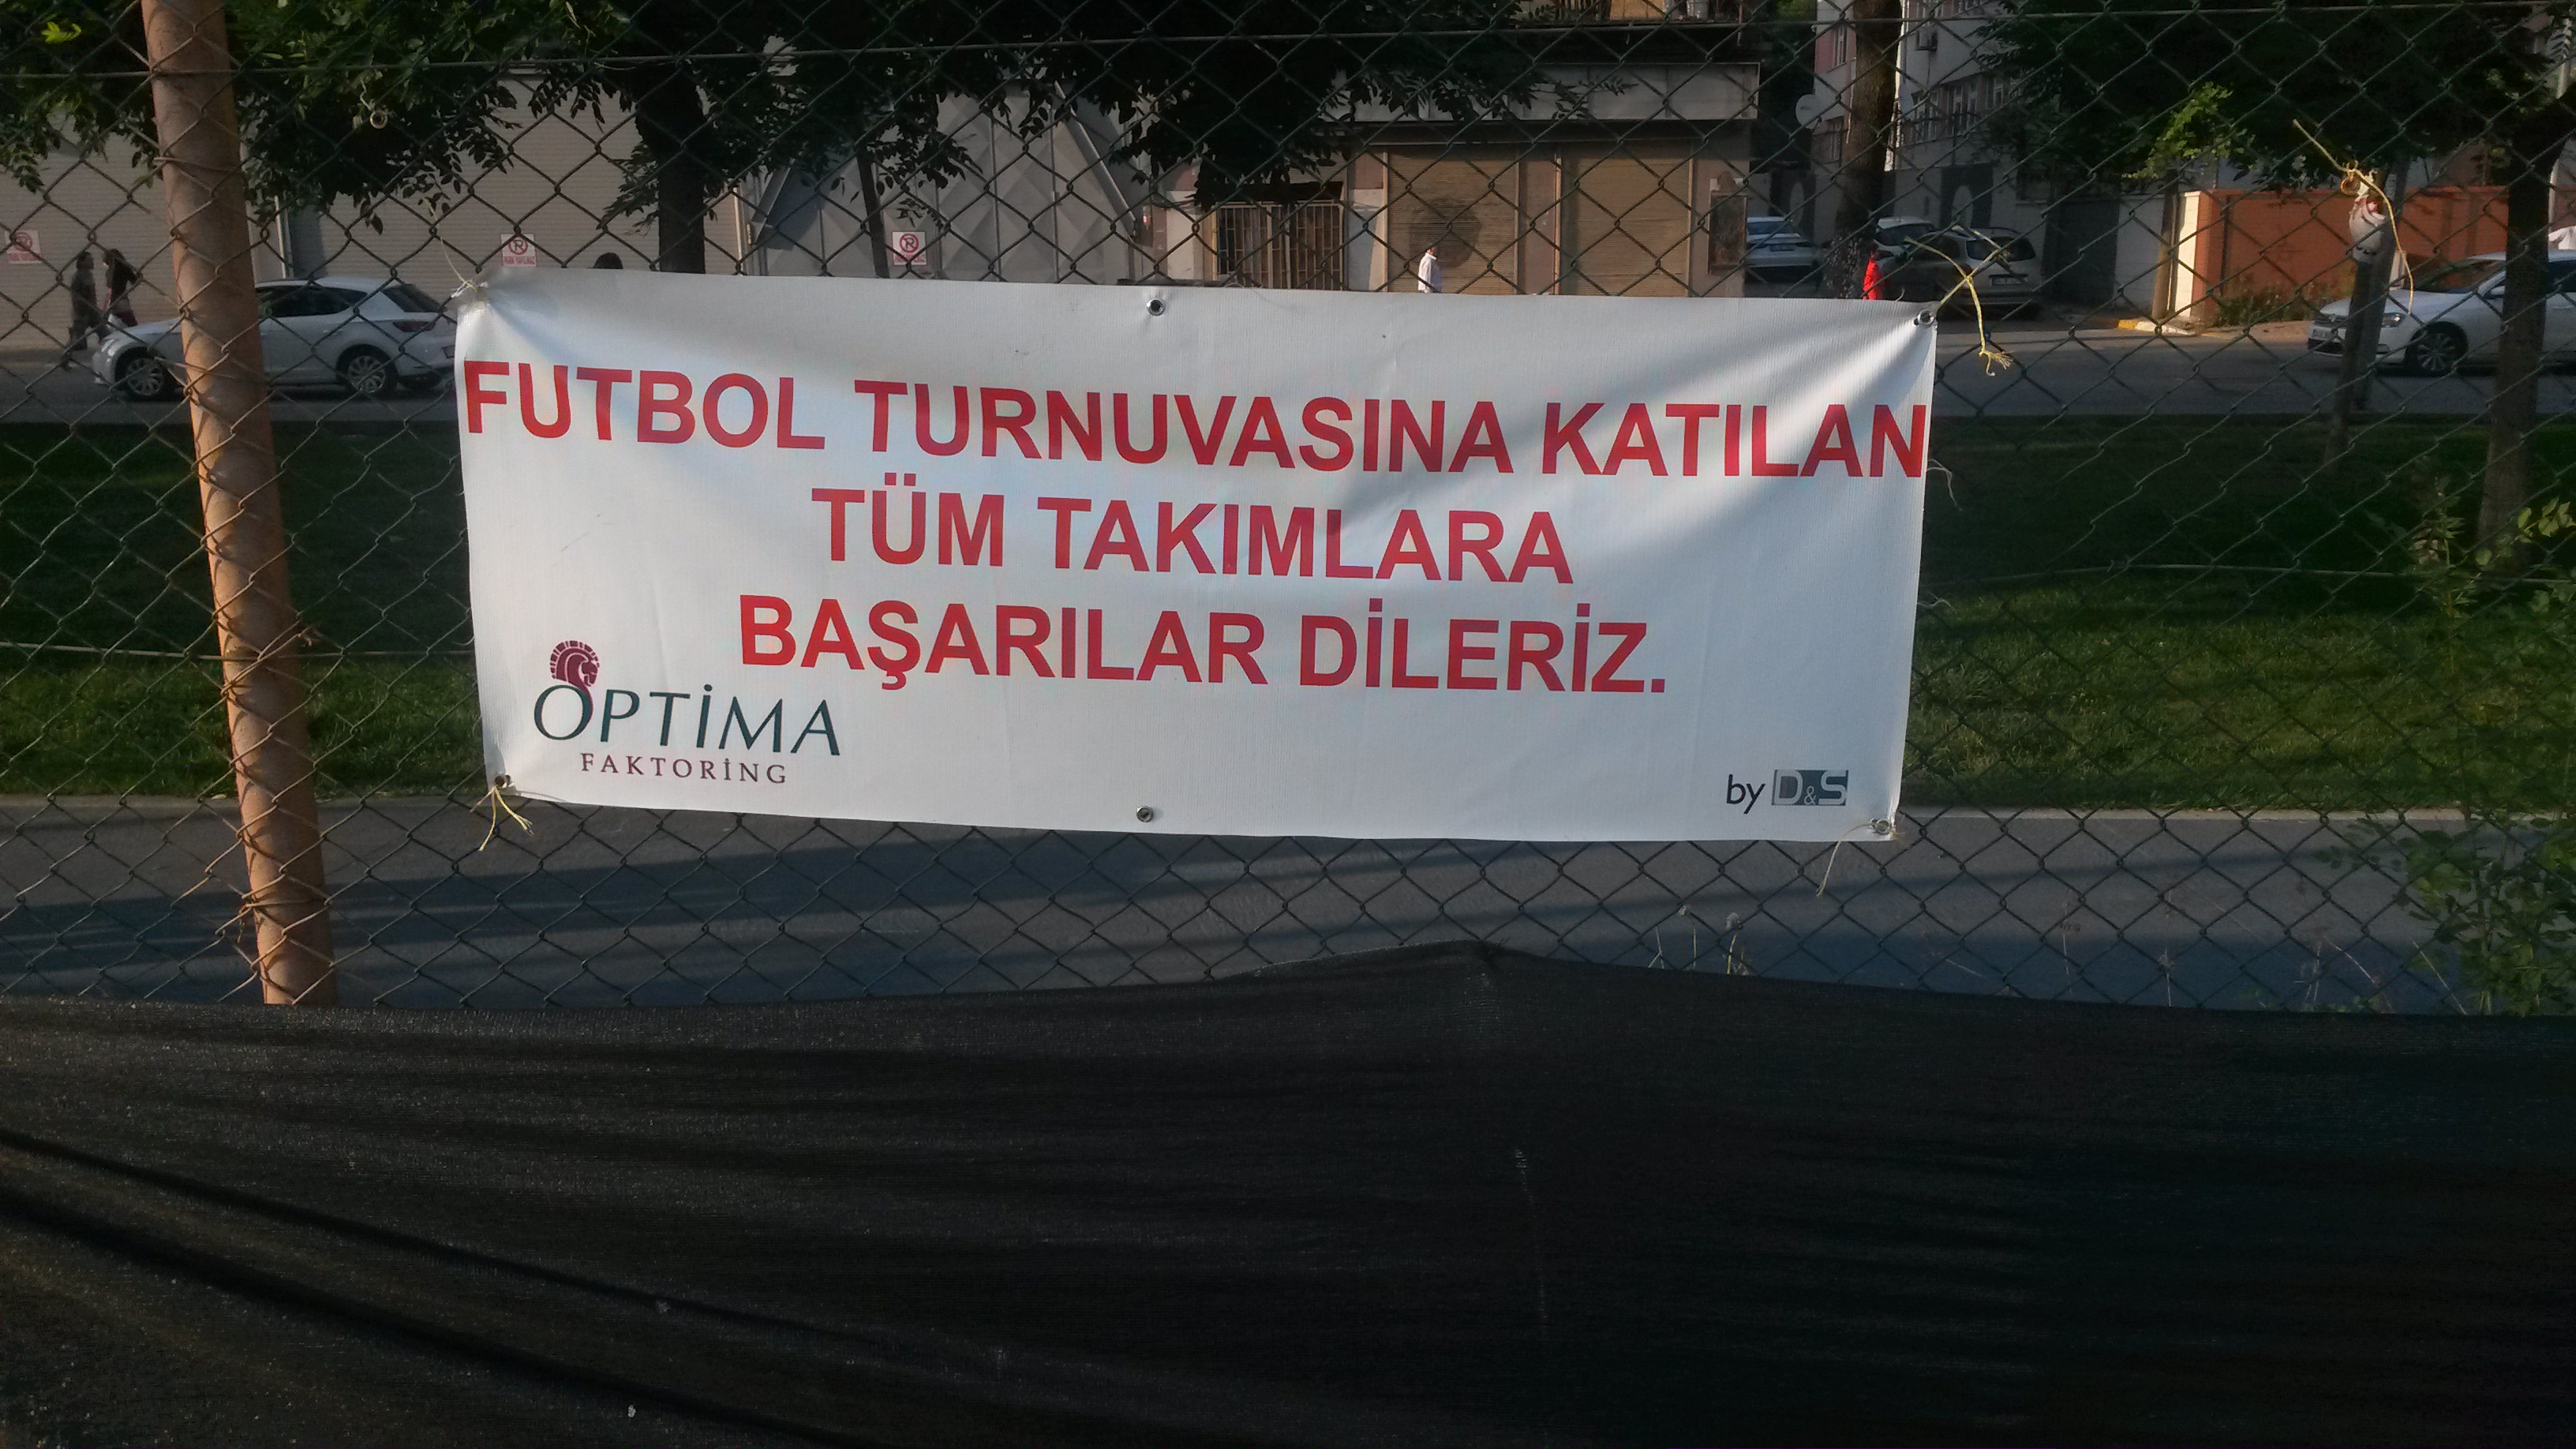 FUTBOL TURNUVASINA KATILAN
TÜM TAKIMLARA
BAŞARILAR DİLERİZ.
OPTİMA
FAKTORİNG
by D&S